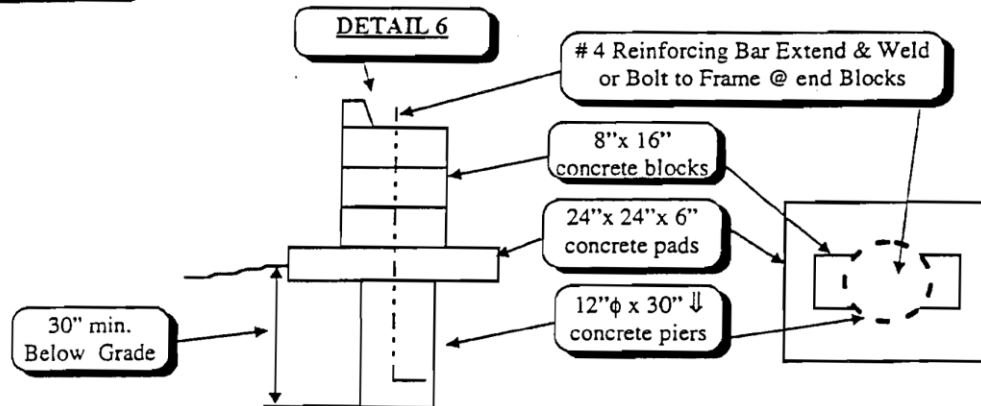 DETAIL 6
# 4 Reinforcing Bar Extend & Weld
or Bolt to Frame @ end Blocks
8”x 16”
concrete blocks
24”x 24”x 6”
concrete pads
12”ϕ x 30” ⇓
concrete piers
30” min.
Below Grade